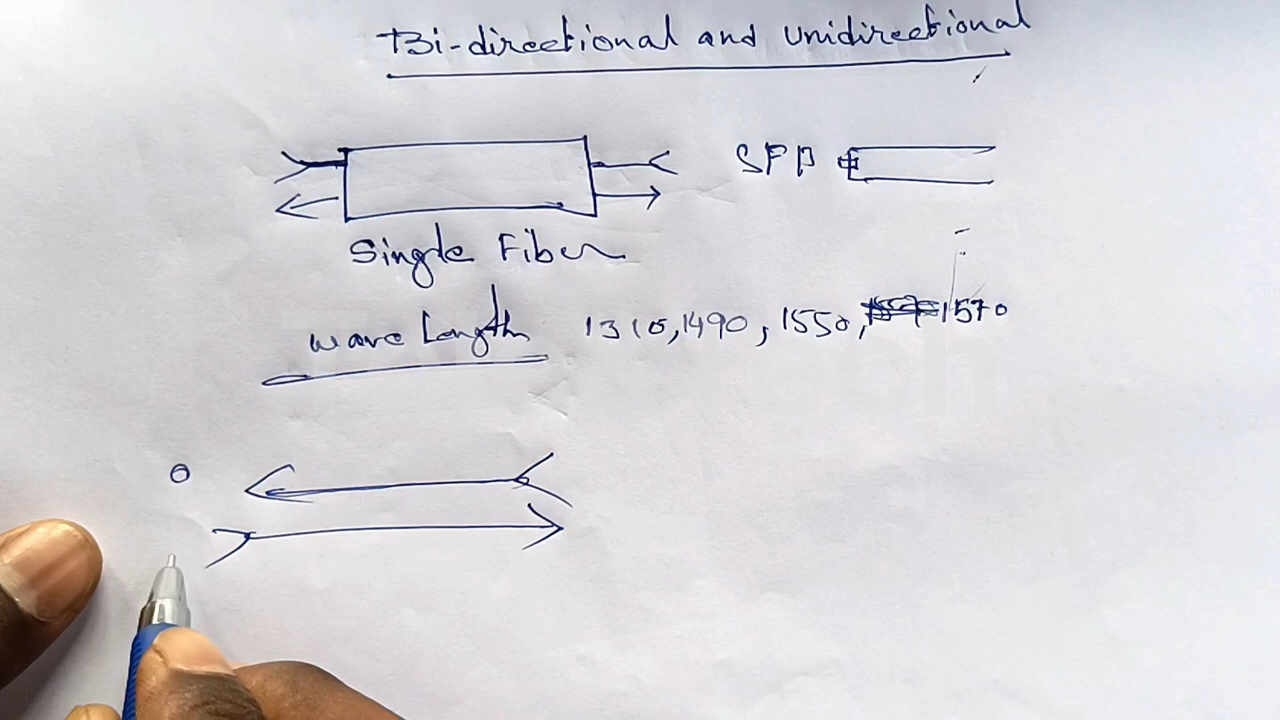 Bi-directional and Unidirectional
SFP
Single Fiber
Wave Length 1310, 1490, 1550, 1570